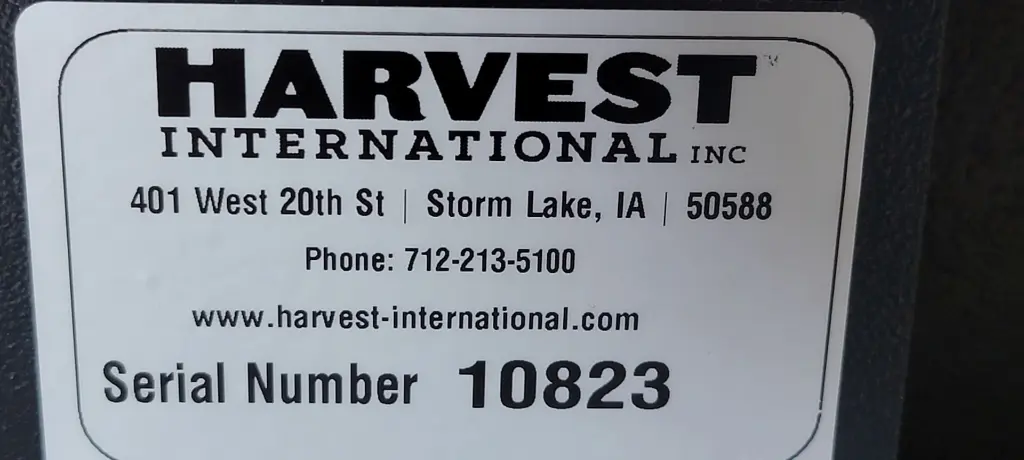 HARVEST™
INTERNATIONAL INC
401 West 20th St | Storm Lake, IA | 50588
Phone: 712-213-5100
www.harvest-international.com
Serial Number 10823